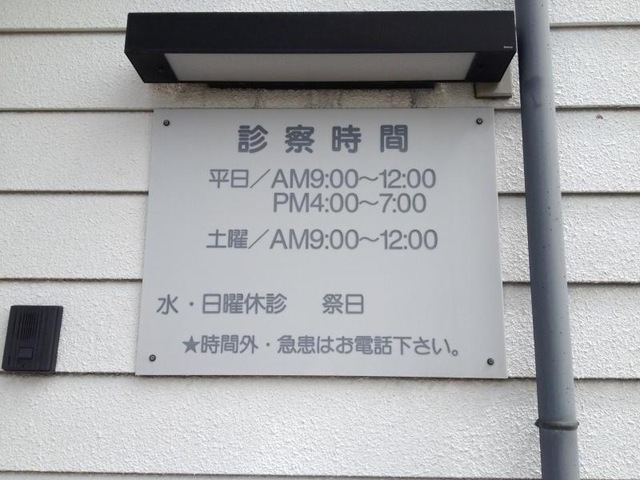 診察時間
平日／AM9:00～12:00
PM4:00～7:00
土曜／AM9:00～12:00
水・日曜休診　祭日
★時間外・急患はお電話下さい。